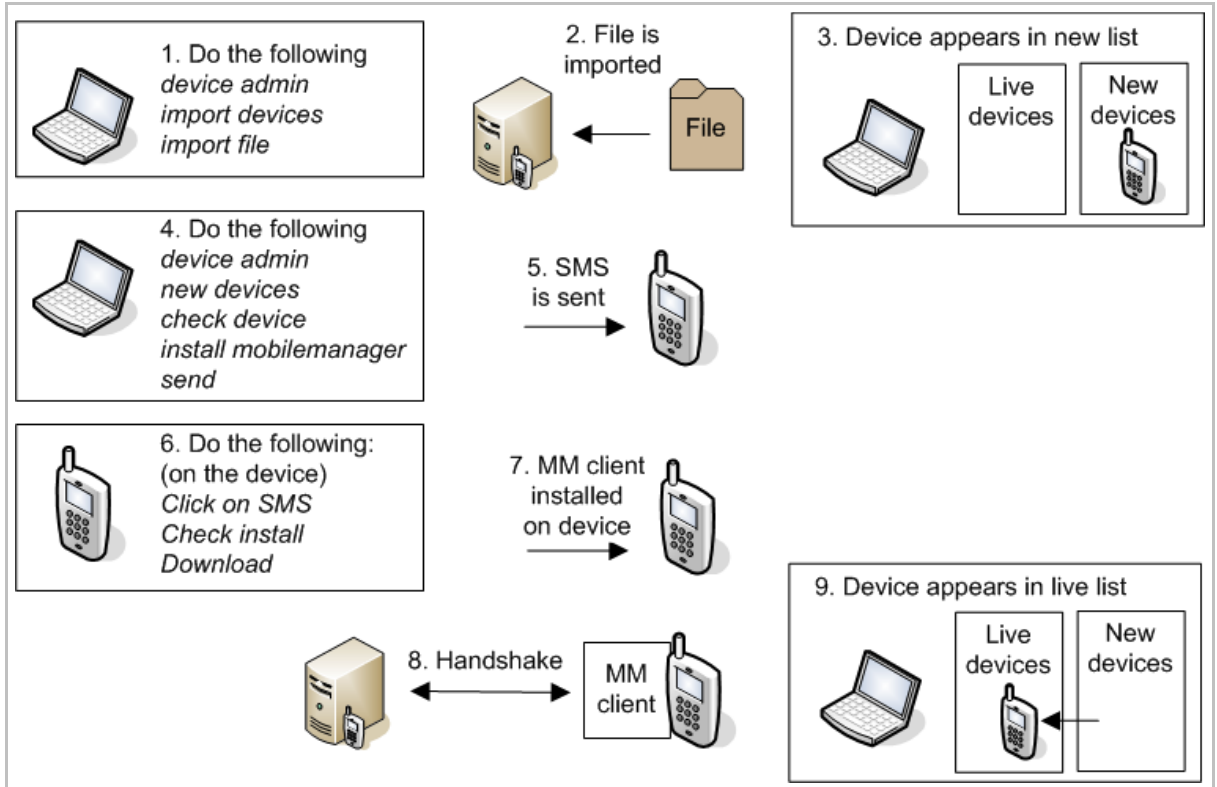 1. Do the following
device admin
import devices
import file
2. File is
imported
File
3. Device appears in new list
Live
devices
New
devices
4. Do the following
device admin
new devices
check device
install mobilemanager
send
5. SMS
is sent
6. Do the following:
(on the device)
Click on SMS
Check install
Download
7. MM client
installed
on device
8. Handshake
MM
client
9. Device appears in live list
Live
devices
New
devices